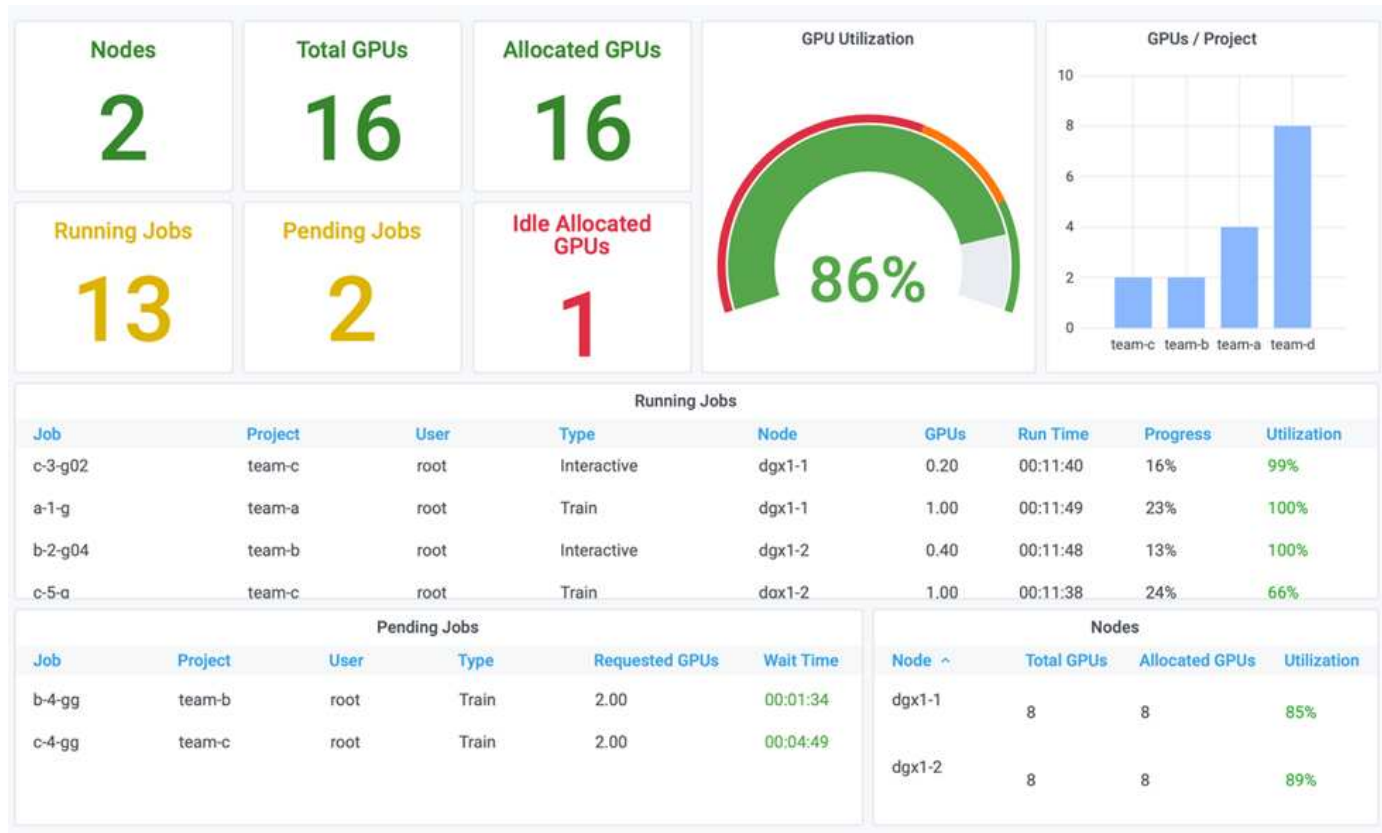 Nodes
2
Total GPUs
16
Allocated GPUs
16
Running Jobs
13
Pending Jobs
2
Idle Allocated
GPUs
1
GPU Utilization
86%
GPUs / Project
10
8
6
4
2
0
team-c team-b team-a team-d
Running Jobs
Job Project User Type Node GPUs Run Time Progress Utilization
c-3-g02 team-c root Interactive dgx1-1 0.20 00:11:40 16% 99%
a-1-g team-a root Train dgx1-1 1.00 00:11:49 23% 100%
b-2-g04 team-b root Interactive dgx1-2 0.40 00:11:48 13% 100%
c-5-g team-c root Train dgx1-2 1.00 00:11:38 24% 66%
Pending Jobs
Job Project User Type Requested GPUs Wait Time
b-4-gg team-b root Train 2.00 00:01:34
c-4-gg team-c root Train 2.00 00:04:49
Nodes
Node Total GPUs Allocated GPUs Utilization
dgx1-1 8 8 85%
dgx1-2 8 8 89%